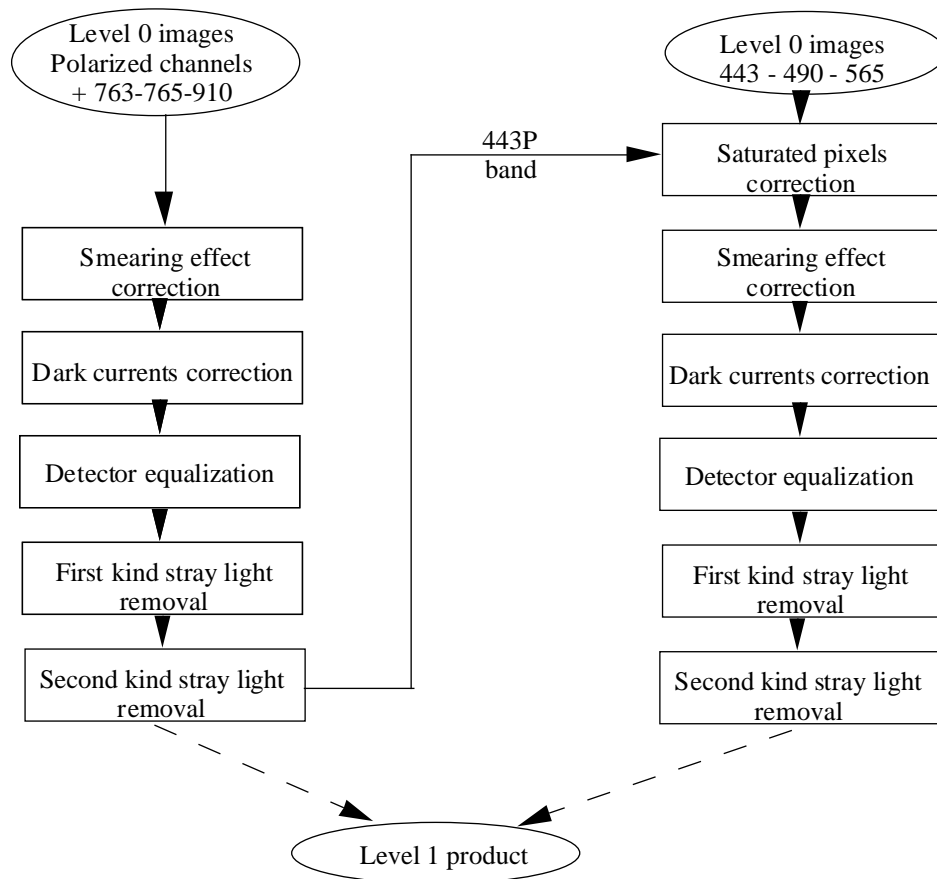 Level 0 images
Polarized channels
+ 763-765-910
Smearing effect
correction
Dark currents correction
Detector equalization
First kind stray light
removal
Second kind stray light
removal
443P
band
Level 0 images
443 - 490 - 565
Saturated pixels
correction
Smearing effect
correction
Dark currents correction
Detector equalization
First kind stray light
removal
Second kind stray light
removal
Level 1 product